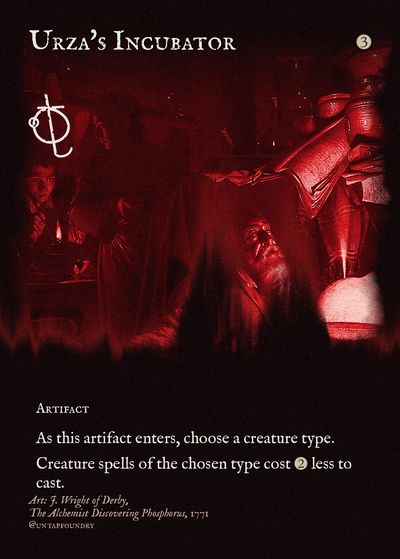 Urza's Incubator 3
Artifact
As this artifact enters, choose a creature type.
Creature spells of the chosen type cost 2 less to
cast.
Art: J. Wright of Derby,
The Alchemist Discovering Phosphorus, 1771
@untapfoundry